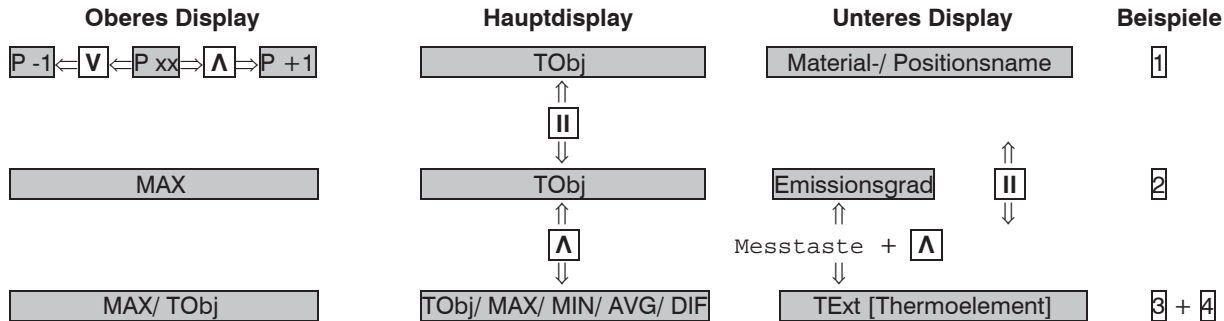 Oberes Display Hauptdisplay Unteres Display Beispiele
P -1 ⇐ V ⇐ P xx ⇒ Λ ⇒ P +1 TObj Material-/ Positionsname 1
⇑
II
⇓ ⇑
MAX TObj Emissionsgrad II 2
⇑ ⇑ ⇓
Λ Messtaste + Λ
⇓ ⇓
MAX/ TObj TObj/ MAX/ MIN/ AVG/ DIF TExt [Thermoelement] 3 + 4